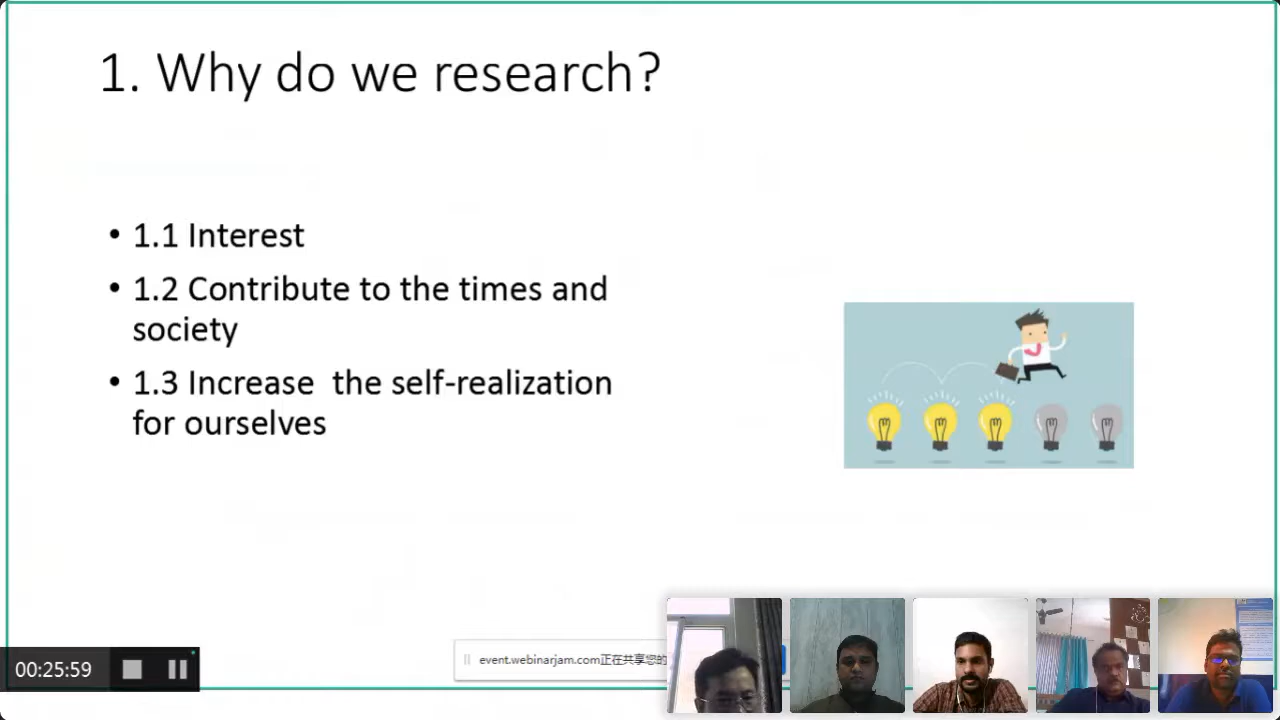 1. Why do we research?
• 1.1 Interest
• 1.2 Contribute to the times and
society
• 1.3 Increase  the self-realization
for ourselves
event.webinarjam.com正在共享您的
00:25:59